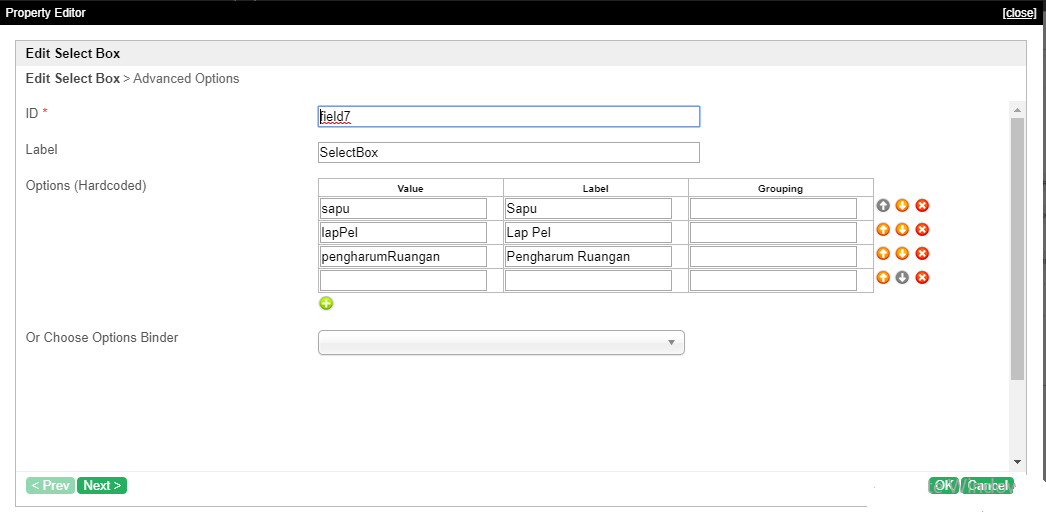 Property Editor [close]
Edit Select Box
Edit Select Box > Advanced Options
ID *
field7
Label
SelectBox
Options (Hardcoded)
Value Label Grouping
sapu Sapu
lapPel Lap Pel
pengharumRuangan Pengharum Ruangan
Or Choose Options Binder
< Prev Next > OK Cancel